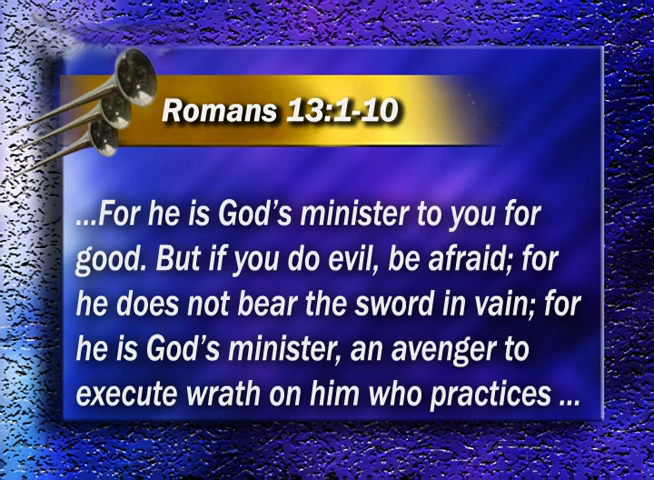 Romans 13:1-10
...For he is God's minister to you for
good. But if you do evil, be afraid; for
he does not bear the sword in vain; for
he is God's minister, an avenger to
execute wrath on him who practices ...